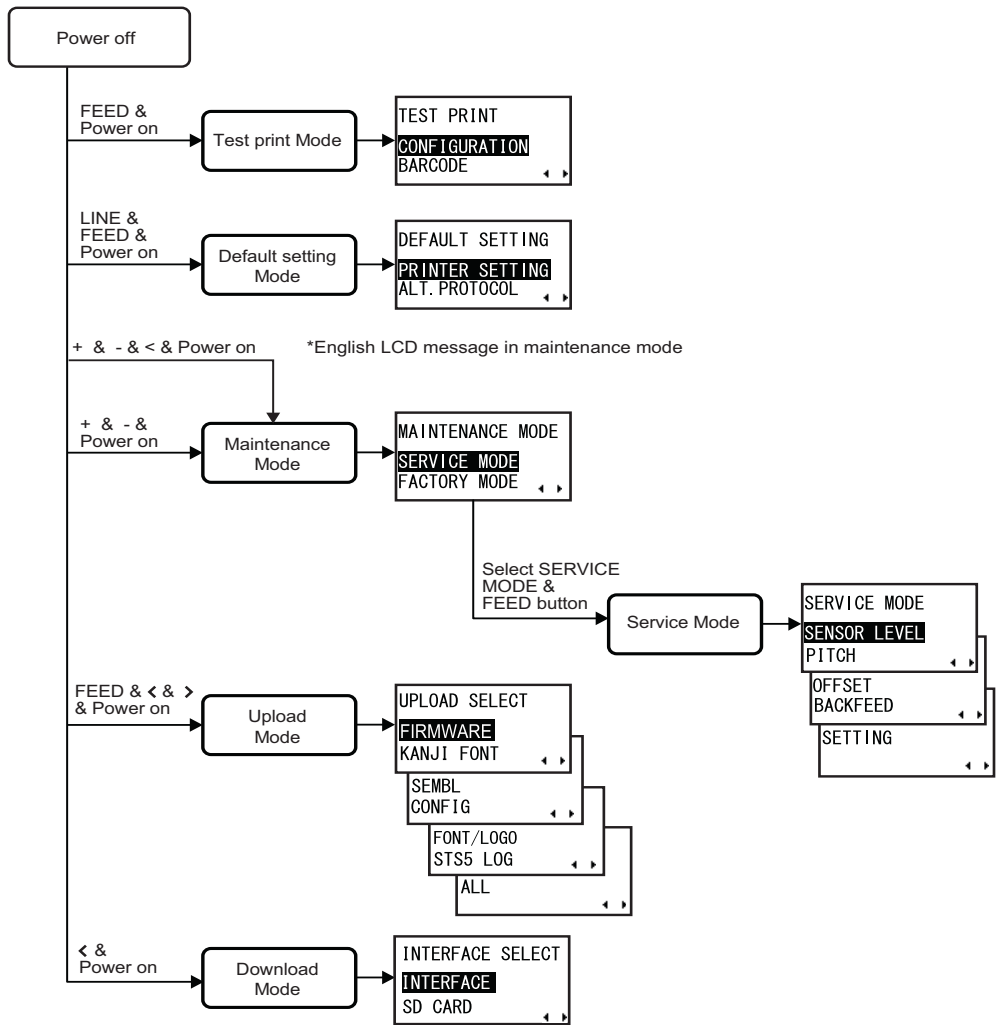 Power off
FEED &
Power on
Test print Mode
TEST PRINT
CONFIGURATION
BARCODE
LINE &
FEED &
Power on
Default setting
Mode
DEFAULT SETTING
PRINTER SETTING
ALT.PROTOCOL
+ & - & < & Power on
*English LCD message in maintenance mode
+ & - &
Power on
Maintenance
Mode
MAINTENANCE MODE
SERVICE MODE
FACTORY MODE
Select SERVICE
MODE &
FEED button
Service Mode
SERVICE MODE
SENSOR LEVEL
PITCH
OFFSET
BACKFEED
SETTING
FEED & < & >
& Power on
Upload
Mode
UPLOAD SELECT
FIRMWARE
KANJI FONT
SEMBL
CONFIG
FONT/LOGO
STS5 LOG
ALL
< &
Power on
Download
Mode
INTERFACE SELECT
INTERFACE
SD CARD